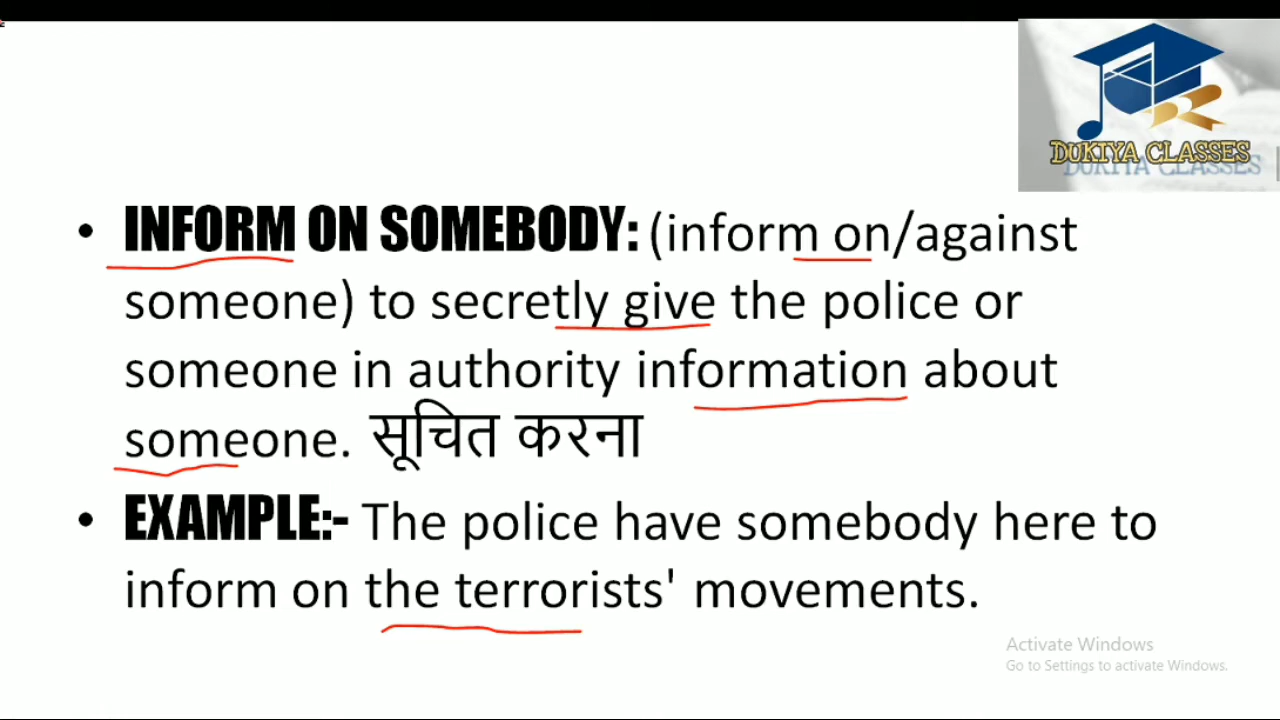 DUKIYA CLASSES
• INFORM ON SOMEBODY: (inform on/against
someone) to secretly give the police or
someone in authority information about
someone. सूचित करना
• EXAMPLE:- The police have somebody here to
inform on the terrorists' movements.
Activate Windows
Go to Settings to activate Windows.